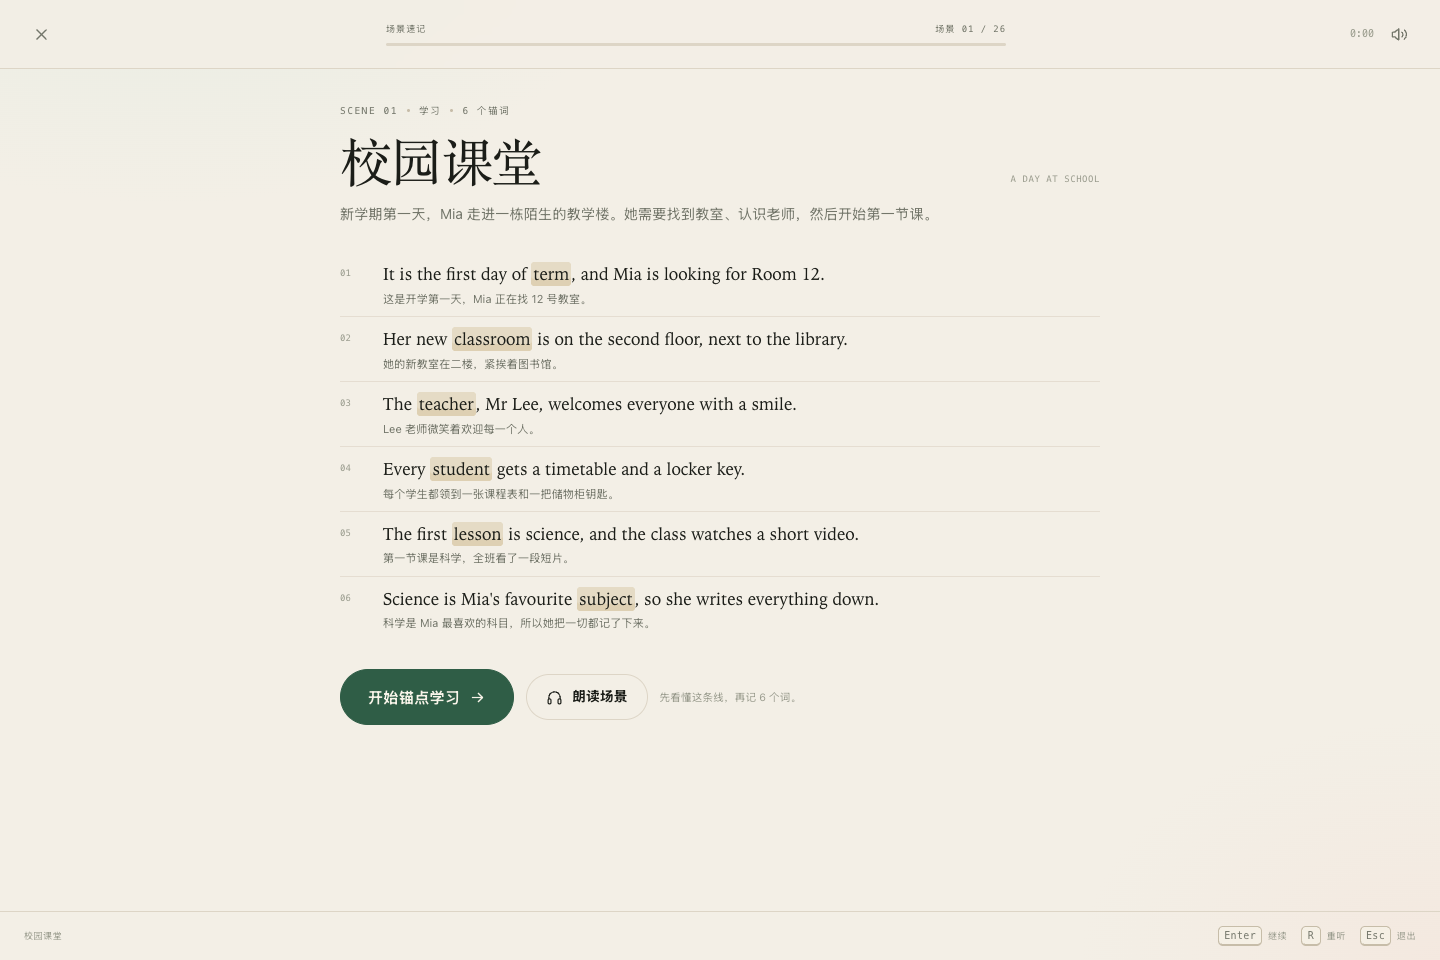 场景速记
场景 01 / 26
0:00
SCENE 01 • 学习 • 6 个锚词
校园课堂
A DAY AT SCHOOL
新学期第一天，Mia 走进一栋陌生的教学楼。她需要找到教室、认识老师，然后开始第一节课。
01
It is the first day of term, and Mia is looking for Room 12.
这是开学第一天，Mia 正在找 12 号教室。
02
Her new classroom is on the second floor, next to the library.
她的新教室在二楼，紧挨着图书馆。
03
The teacher, Mr Lee, welcomes everyone with a smile.
Lee 老师微笑着欢迎每一个人。
04
Every student gets a timetable and a locker key.
每个学生都领到一张课程表和一把储物柜钥匙。
05
The first lesson is science, and the class watches a short video.
第一节课是科学，全班看了一段短片。
06
Science is Mia's favourite subject, so she writes everything down.
科学是 Mia 最喜欢的科目，所以她把一切都记了下来。
开始锚点学习 →
朗读场景
先看懂这条线，再记 6 个词。
校园课堂
Enter 继续 R 重听 Esc 退出